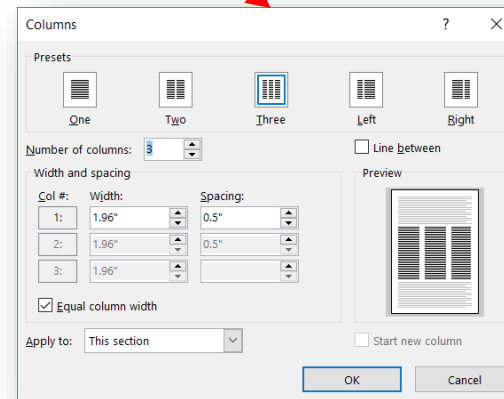 Columns ? ×
Presets
One Two Three Left Right
Number of columns: 3 Line between
Width and spacing Preview
Col #: Width: Spacing:
1: 1.96" 0.5"
2: 1.96" 0.5"
3: 1.96"
Equal column width
Apply to: This section Start new column
OK Cancel